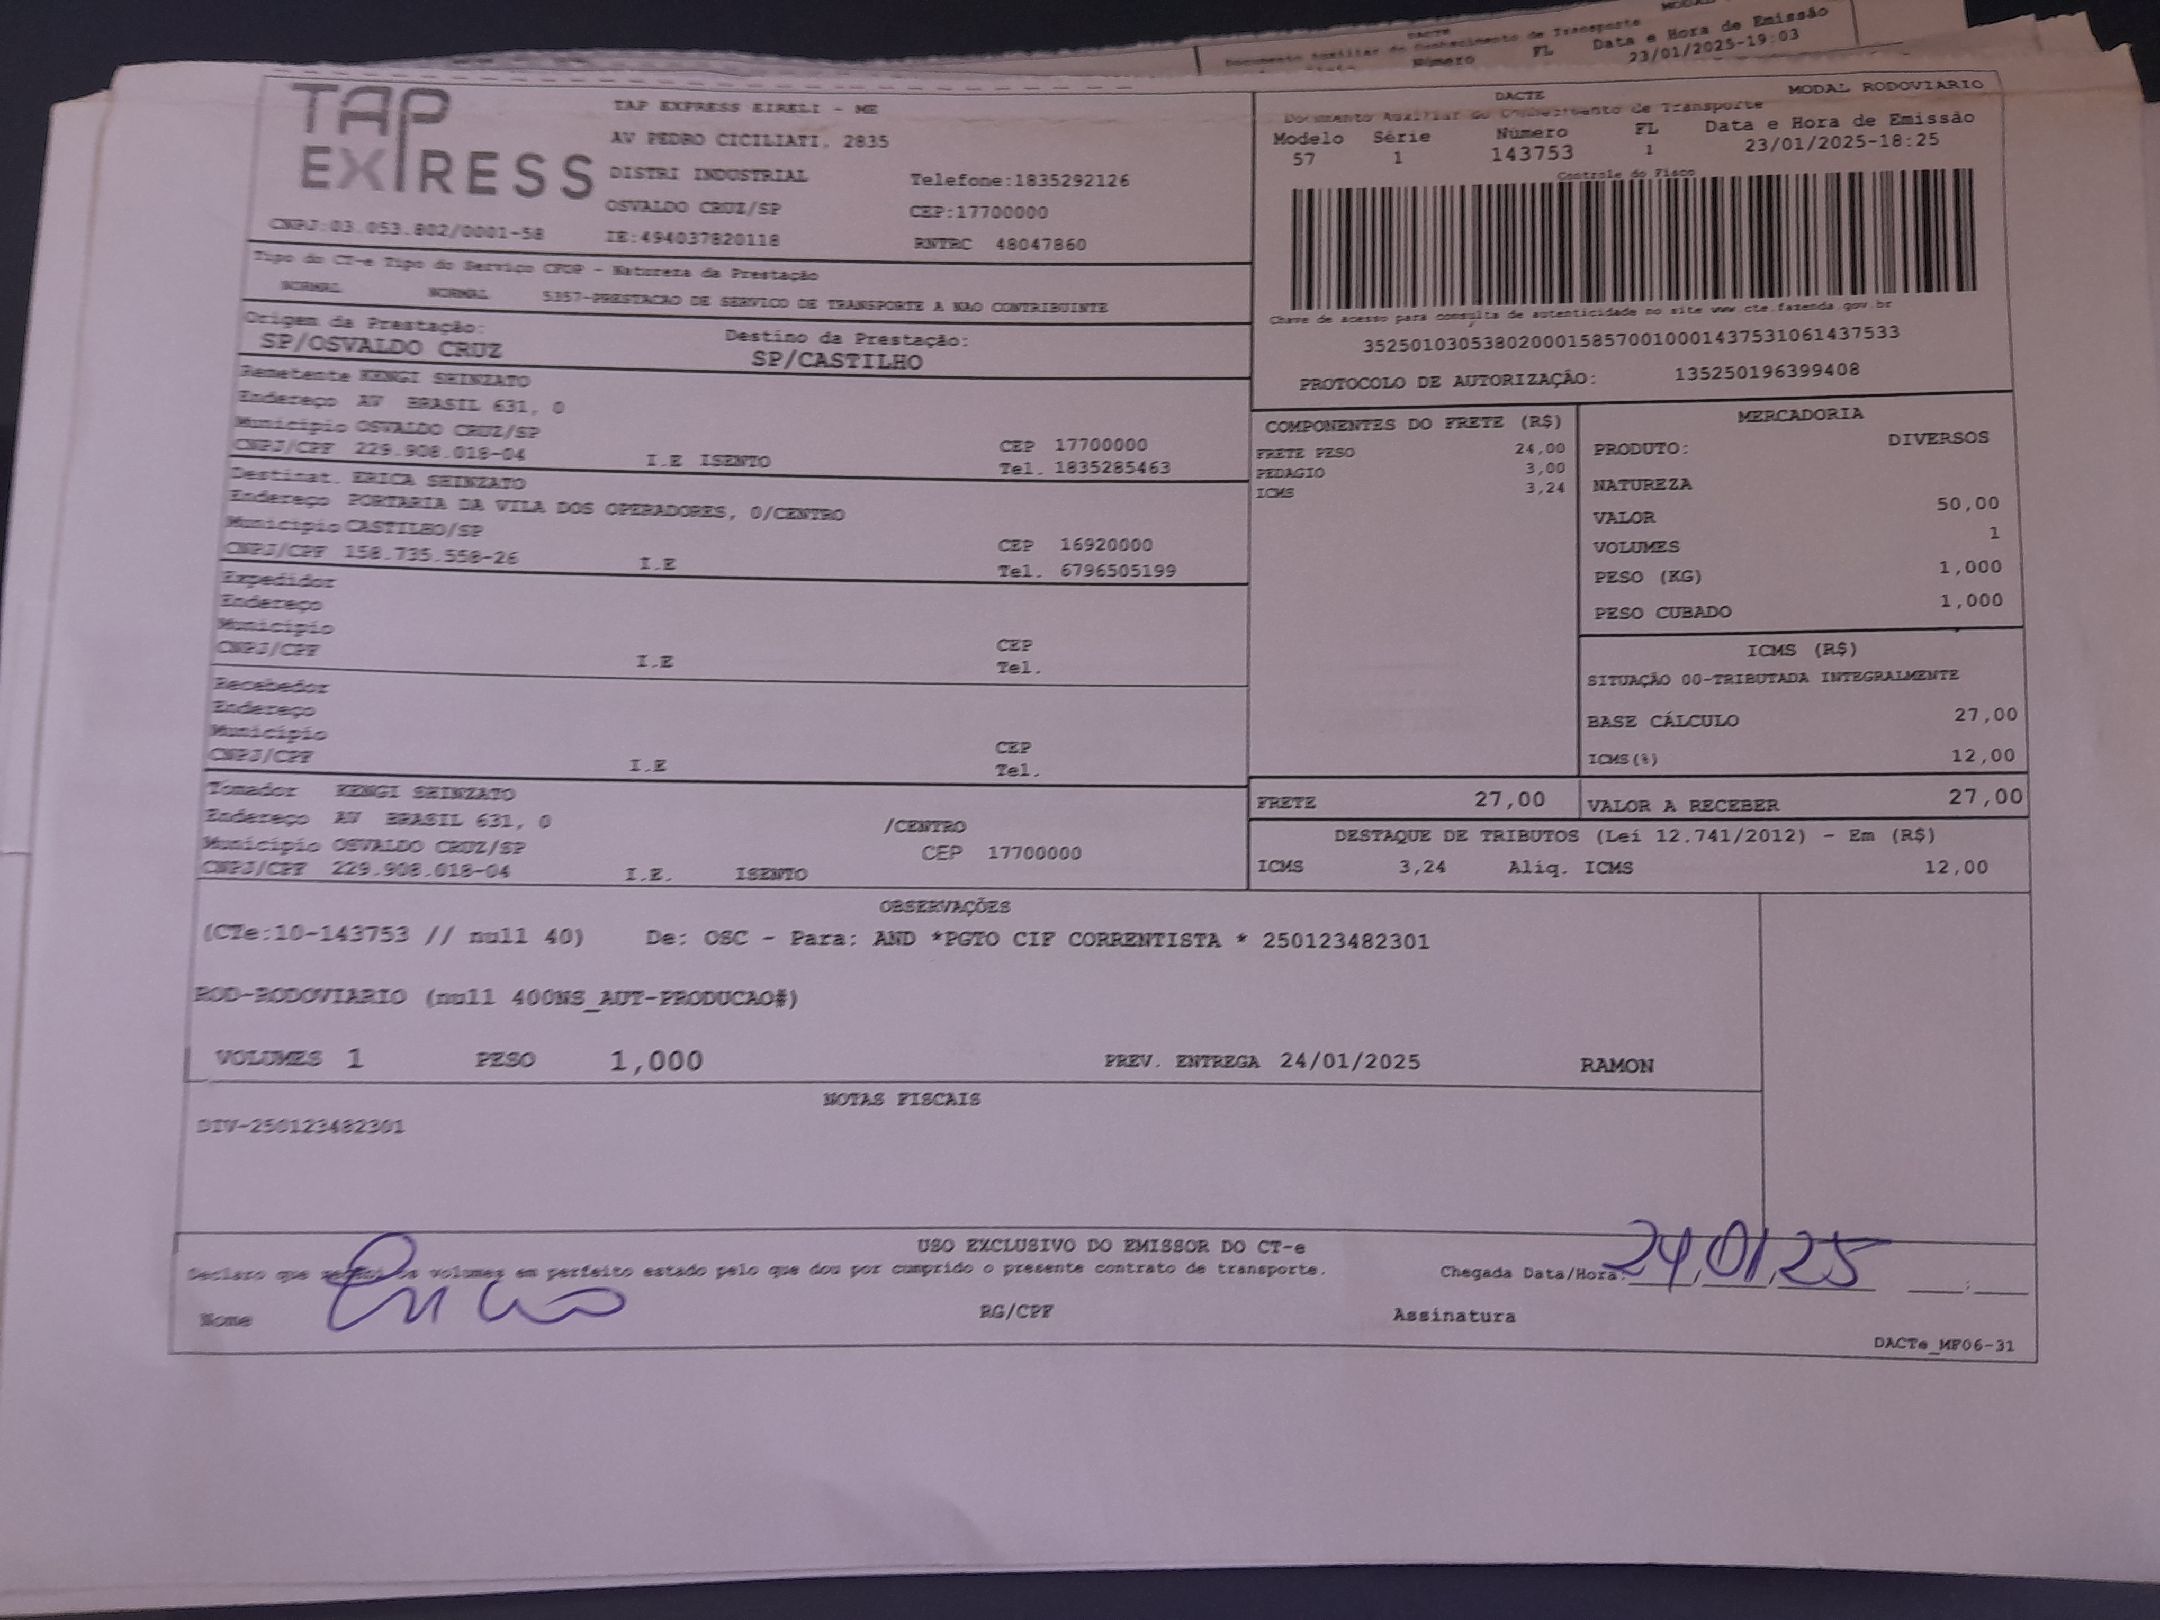 DACTE
Documento Auxiliar do Conhecimento de Transporte
Número FL Data e Hora de Emissão
23/01/2025-19:03
TAP EXPRESS
TAP EXPRESS EIRELI - ME
AV PEDRO CICILIATI, 2835
DISTRI INDUSTRIAL Telefone:1835292126
OSVALDO CRUZ/SP CEP:17700000
CNPJ:03.053.802/0001-58 IE:494037820118 RNTRC 48047860
DACTE MODAL RODOVIARIO
Documento Auxiliar do Conhecimento de Transporte
Modelo Série Número FL Data e Hora de Emissão
57 1 143753 1 23/01/2025-18:25
Controle do Fisco
Chave de acesso para consulta de autenticidade no site www.cte.fazenda.gov.br
35250103053802000158570010001437531061437533
PROTOCOLO DE AUTORIZAÇÃO: 135250196399408
Tipo do CT-e Tipo do Serviço CFOP - Natureza da Prestação
NORMAL NORMAL 5357-PRESTACAO DE SERVICO DE TRANSPORTE A NAO CONTRIBUINTE
Origem da Prestação: Destino da Prestação:
SP/OSVALDO CRUZ SP/CASTILHO
Remetente KENGI SHINZATO
Endereço AV BRASIL 631, 0
Município OSVALDO CRUZ/SP CEP 17700000
CNPJ/CPF 229.908.018-04 I.E ISENTO Tel. 1835285463
Destinat. ERICA SHINZATO
Endereço PORTARIA DA VILA DOS OPERADORES, 0/CENTRO
Município CASTILHO/SP CEP 16920000
CNPJ/CPF 158.735.558-26 I.E Tel. 6796505199
Expedidor
Endereço
Município CEP
CNPJ/CPF I.E Tel.
Recebedor
Endereço
Município CEP
CNPJ/CPF I.E Tel.
Tomador KENGI SHINZATO
Endereço AV BRASIL 631, 0 /CENTRO
Município OSVALDO CRUZ/SP CEP 17700000
CNPJ/CPF 229.908.018-04 I.E. ISENTO
COMPONENTES DO FRETE (R$)
FRETE PESO 24,00
PEDAGIO 3,00
ICMS 3,24
MERCADORIA
PRODUTO: DIVERSOS
NATUREZA
VALOR 50,00
VOLUMES 1
PESO (KG) 1,000
PESO CUBADO 1,000
ICMS (R$)
SITUAÇÃO 00-TRIBUTADA INTEGRALMENTE
BASE CÁLCULO 27,00
ICMS(%) 12,00
FRETE 27,00 VALOR A RECEBER 27,00
DESTAQUE DE TRIBUTOS (Lei 12.741/2012) - Em (R$)
ICMS 3,24 Aliq. ICMS 12,00
OBSERVAÇÕES
(CTe:10-143753 // null 40) De: OSC - Para: AND *PGTO CIF CORRENTISTA * 250123482301
ROD-RODOVIARIO (null 400NS_AUT-PRODUCAO#)
VOLUMES 1 PESO 1,000 PREV. ENTREGA 24/01/2025 RAMON
NOTAS FISCAIS
DIV-250123482301
USO EXCLUSIVO DO EMISSOR DO CT-e
Declaro que recebi os volumes em perfeito estado pelo que dou por cumprido o presente contrato de transporte. Chegada Data/Hora: 24/01/25 :
Nome RG/CPF Assinatura
DACTe_MF06-31